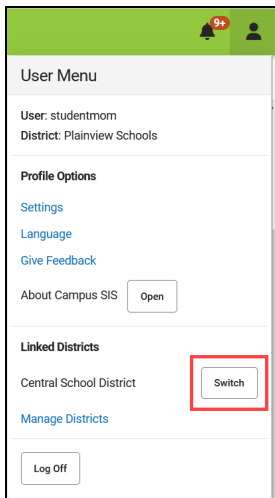 9+
User Menu
User: studentmom
District: Plainview Schools
Profile Options
Settings
Language
Give Feedback
About Campus SIS Open
Linked Districts
Central School District Switch
Manage Districts
Log Off